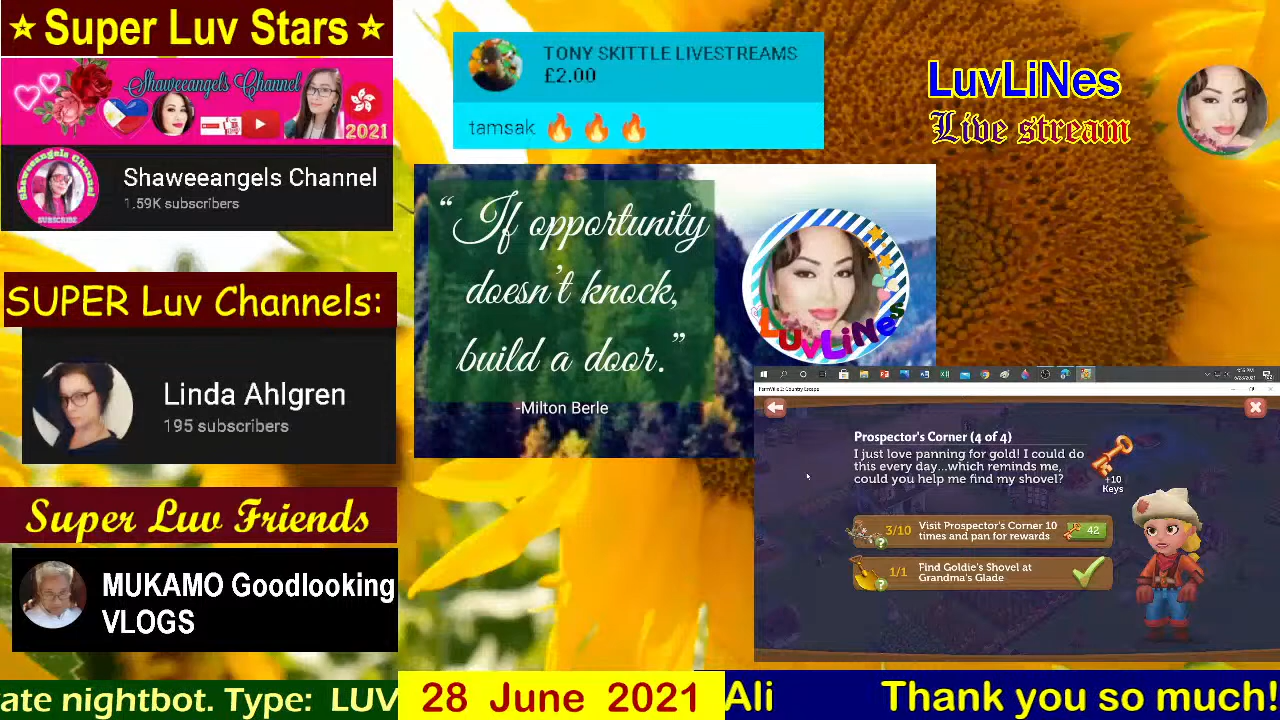 ☆ Super Luv Stars ☆
Shaweeangels Channel
2021
Shaweeangels Channel
SUBSCRIBE
Shaweeangels Channel
1.59K subscribers
SUPER Luv Channels:
Linda Ahlgren
195 subscribers
Super Luv Friends
MUKAMO Goodlooking
VLOGS
TONY SKITTLE LIVESTREAMS
£2.00
tamsak 🔥🔥🔥
LuvLiNes
Live stream
“If opportunity
doesn't knock,
build a door.”
-Milton Berle
LuvLiNes
Prospector's Corner (4 of 4)
I just love panning for gold! I could do
this every day...which reminds me,
could you help me find my shovel?
+10
Keys
3/10 Visit Prospector's Corner 10
times and pan for rewards
42
1/1 Find Goldie's Shovel at
Grandma's Glade
ate nightbot. Type: LUV
28 June 2021
Ali Thank you so much!